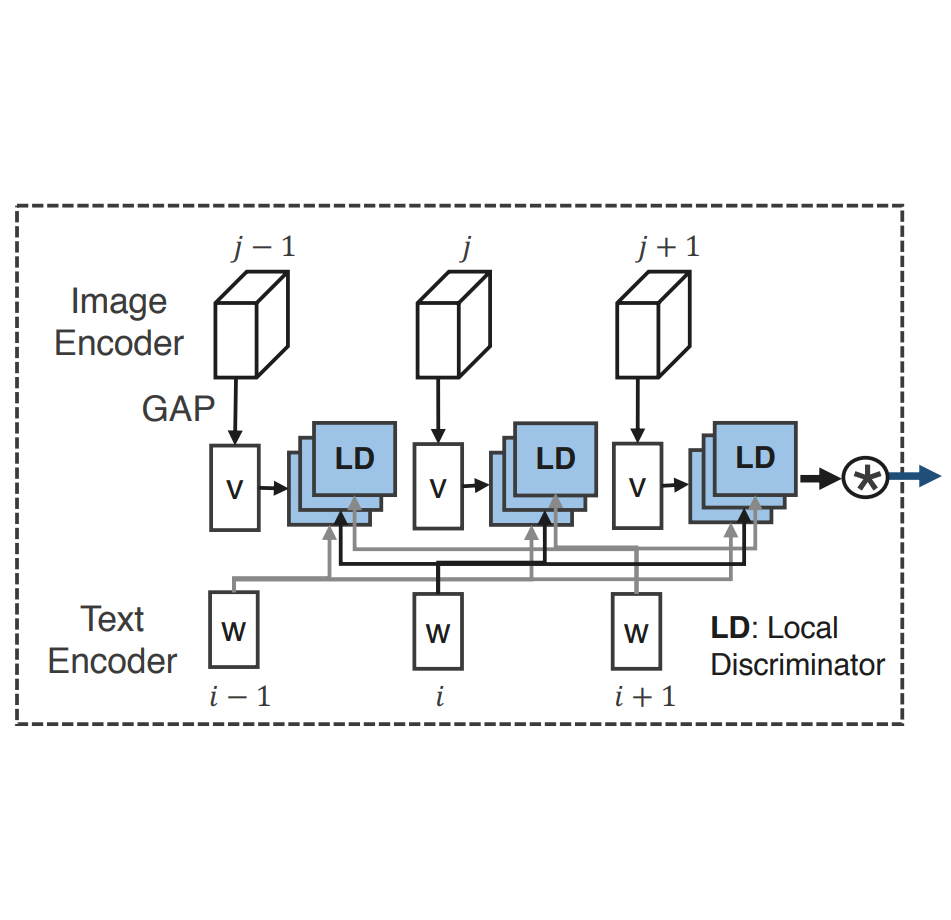 j − 1
j
j + 1
Image
Encoder
GAP
v
LD
v
LD
v
LD
*
Text
Encoder
w
w
w
LD: Local
Discriminator
i − 1
i
i + 1